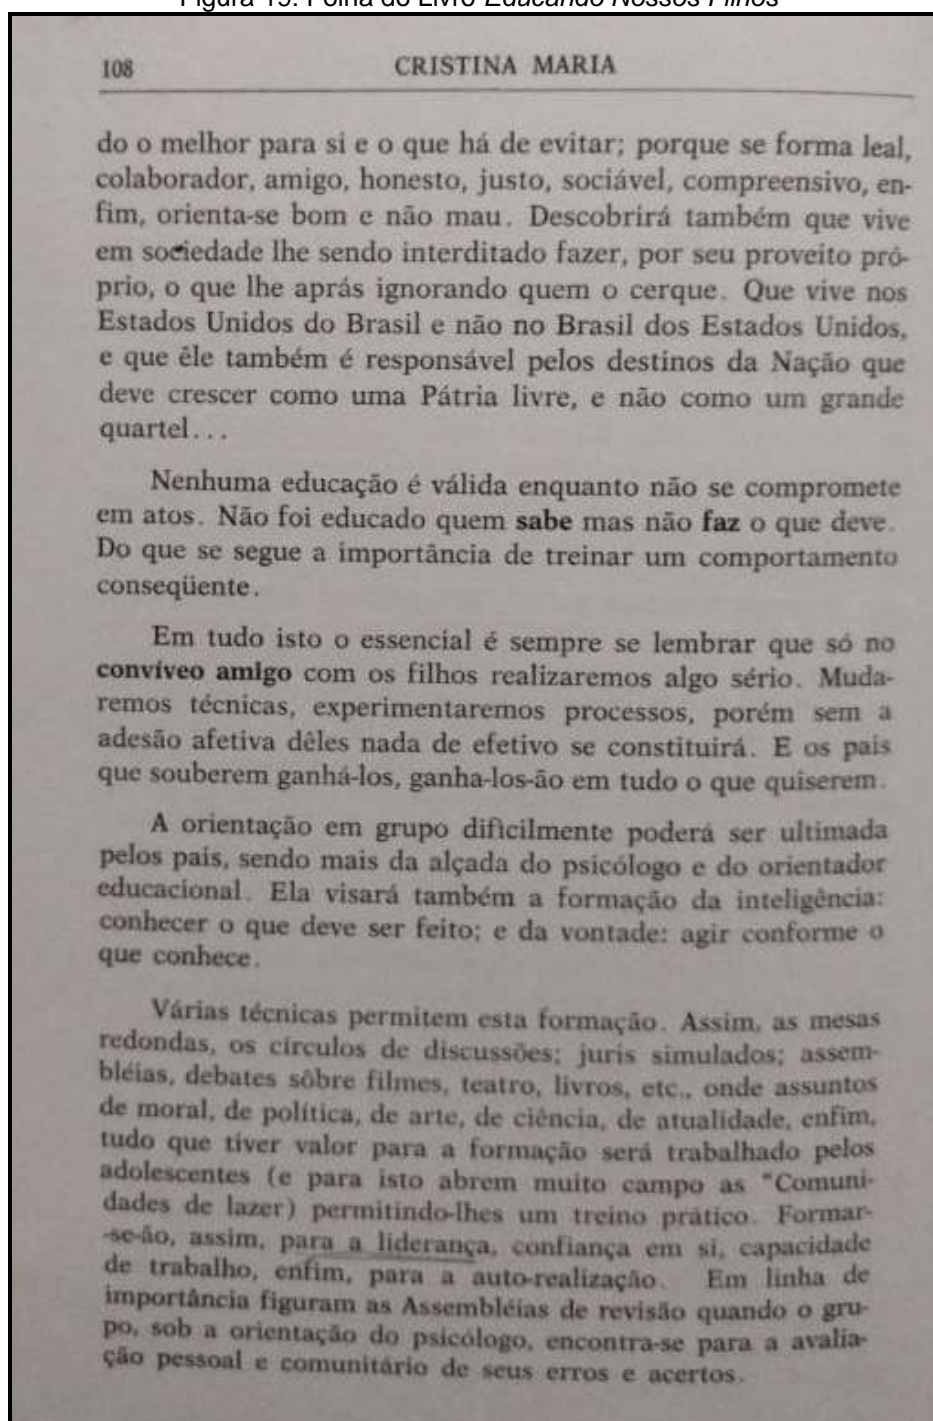 Figura 19: Folha do Livro Educando Nossos Filhos
108 CRISTINA MARIA
do o melhor para si e o que há de evitar; porque se forma leal,
colaborador, amigo, honesto, justo, sociável, compreensivo, en-
fim, orienta-se bom e não mau. Descobrirá também que vive
em sociedade lhe sendo interditado fazer, por seu proveito pró-
prio, o que lhe aprás ignorando quem o cerque. Que vive nos
Estados Unidos do Brasil e não no Brasil dos Estados Unidos,
e que êle também é responsável pelos destinos da Nação que
deve crescer como uma Pátria livre, e não como um grande
quartel...
Nenhuma educação é válida enquanto não se compromete
em atos. Não foi educado quem sabe mas não faz o que deve.
Do que se segue a importância de treinar um comportamento
conseqüente.
Em tudo isto o essencial é sempre se lembrar que só no
convíveo amigo com os filhos realizaremos algo sério. Muda-
remos técnicas, experimentaremos processos, porém sem a
adesão afetiva dêles nada de efetivo se constituirá. E os pais
que souberem ganhá-los, ganha-los-ão em tudo o que quiserem.
A orientação em grupo dificilmente poderá ser ultimada
pelos pais, sendo mais da alçada do psicólogo e do orientador
educacional. Ela visará também a formação da inteligência:
conhecer o que deve ser feito; e da vontade: agir conforme o
que conhece.
Várias técnicas permitem esta formação. Assim, as mesas
redondas, os círculos de discussões; juris simulados; assem-
bléias, debates sôbre filmes, teatro, livros, etc., onde assuntos
de moral, de política, de arte, de ciência, de atualidade, enfim,
tudo que tiver valor para a formação será trabalhado pelos
adolescentes (e para isto abrem muito campo as "Comuni-
dades de lazer) permitindo-lhes um treino prático. Formar-
-se-ão, assim, para a liderança, confiança em si, capacidade
de trabalho, enfim, para a auto-realização. Em linha de
importância figuram as Assembléias de revisão quando o gru-
po, sob a orientação do psicólogo, encontra-se para a avalia-
ção pessoal e comunitário de seus erros e acertos.